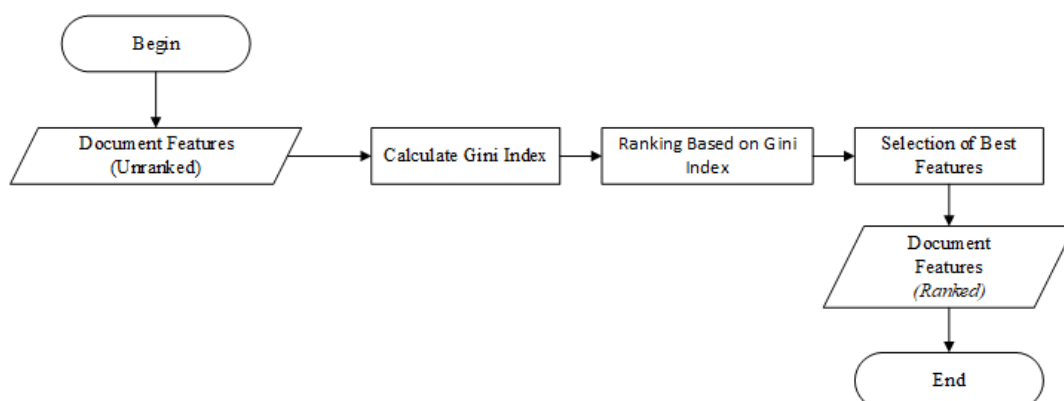 Begin
Document Features
(Unranked)
Calculate Gini Index
Ranking Based on Gini
Index
Selection of Best
Features
Document
Features
(Ranked)
End